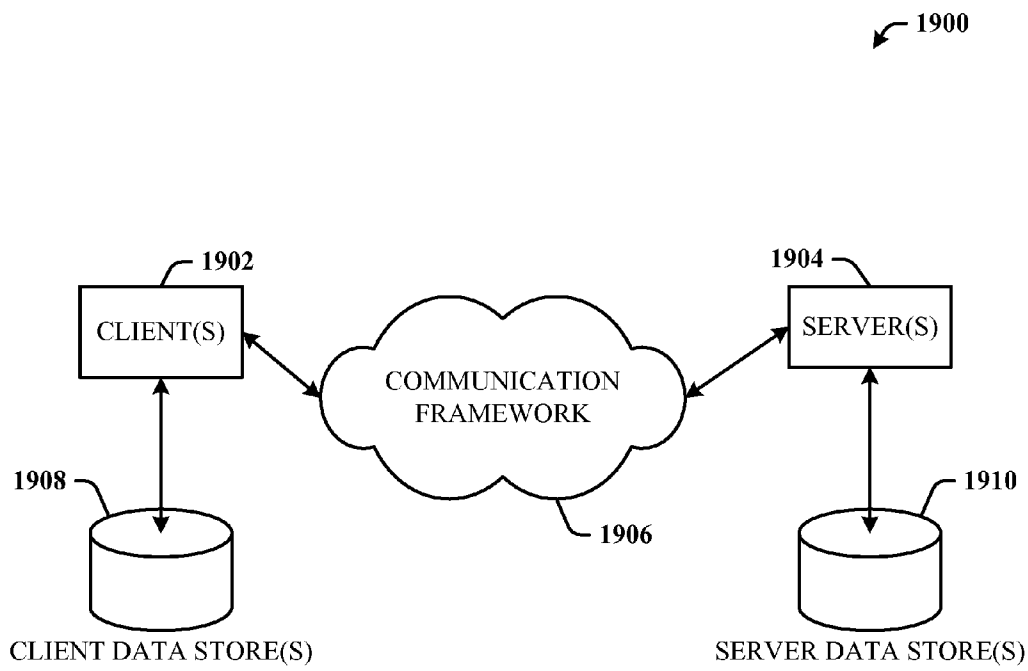 1900
1902
1904
CLIENT(S)
SERVER(S)
COMMUNICATION
FRAMEWORK
1908
1910
1906
CLIENT DATA STORE(S)
SERVER DATA STORE(S)